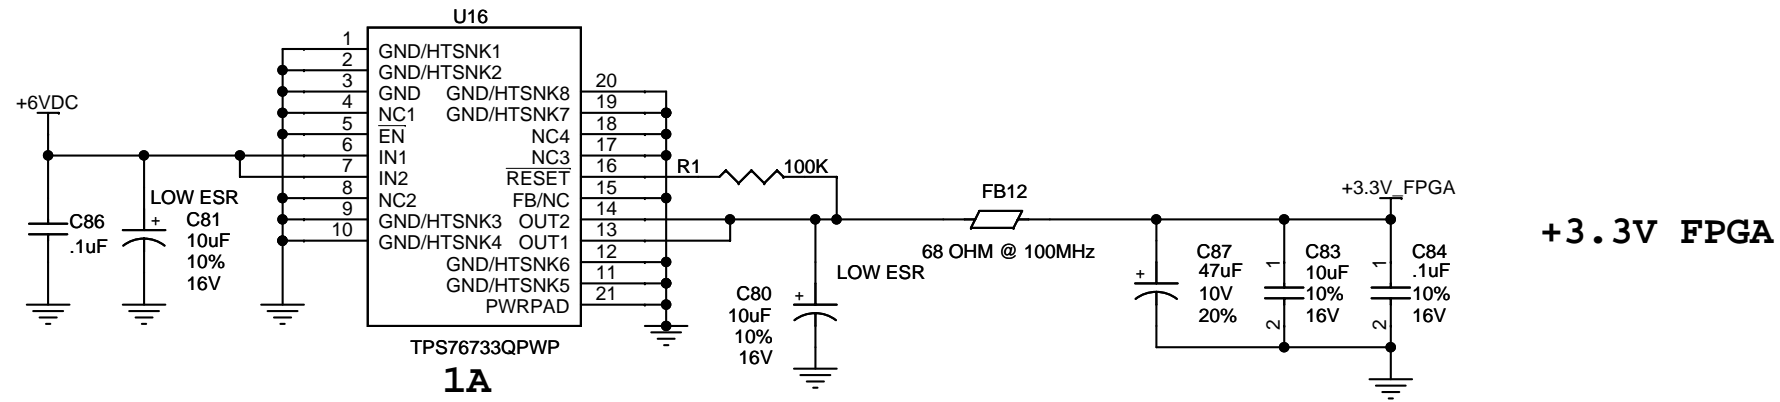 U16
1 GND/HTSNK1
2 GND/HTSNK2
3 GND GND/HTSNK8 20
4 NC1 GND/HTSNK7 19
5 EN NC4 18
6 IN1 NC3 17
7 IN2 RESET 16
8 NC2 FB/NC 15
9 GND/HTSNK3 OUT2 14
10 GND/HTSNK4 OUT1 13
GND/HTSNK6 12
GND/HTSNK5 11
PWRPAD 21
TPS76733QPWP
1A
+6VDC
C86
.1uF
LOW ESR
+
C81
10uF
10%
16V
R1 100K
LOW ESR
+
C80
10uF
10%
16V
FB12
68 OHM @ 100MHz
+3.3V_FPGA
+
C87
47uF
10V
20%
1
2
C83
10uF
10%
16V
1
2
C84
.1uF
10%
16V
+3.3V FPGA